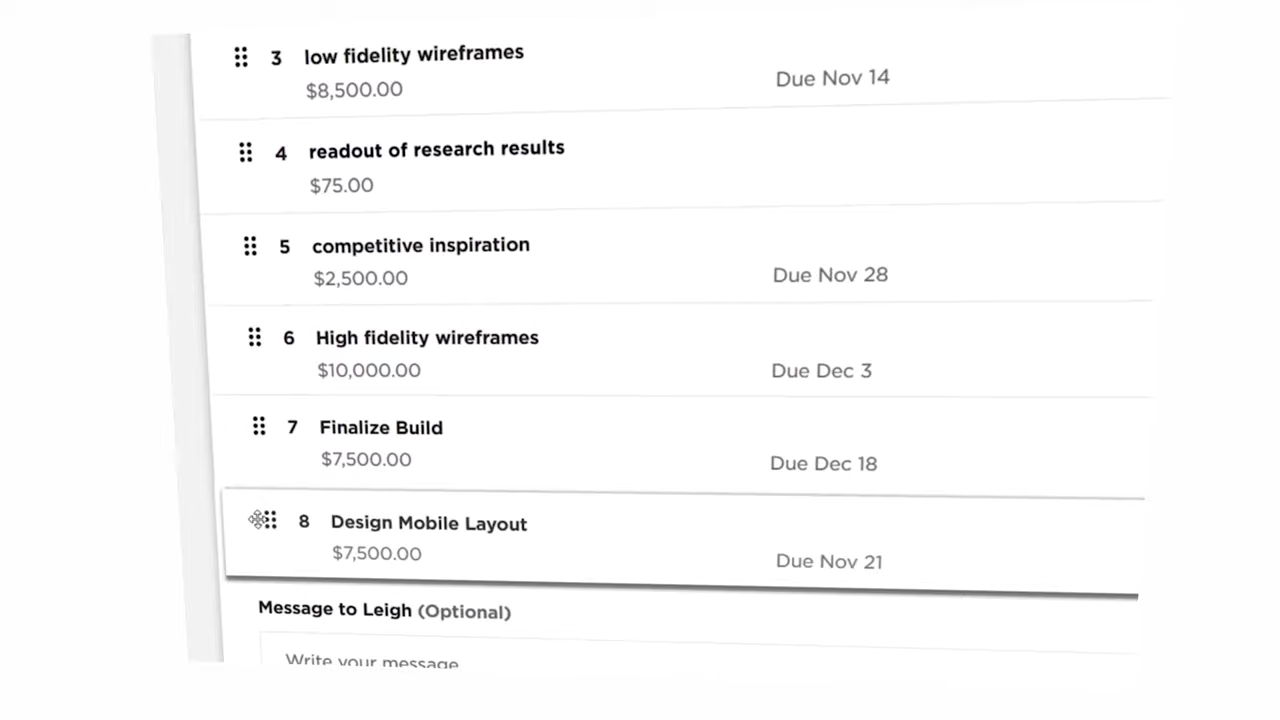 3 low fidelity wireframes
$8,500.00
Due Nov 14
4 readout of research results
$75.00
5 competitive inspiration
$2,500.00
Due Nov 28
6 High fidelity wireframes
$10,000.00
Due Dec 3
7 Finalize Build
$7,500.00
Due Dec 18
8 Design Mobile Layout
$7,500.00
Due Nov 21
Message to Leigh (Optional)
Write your message